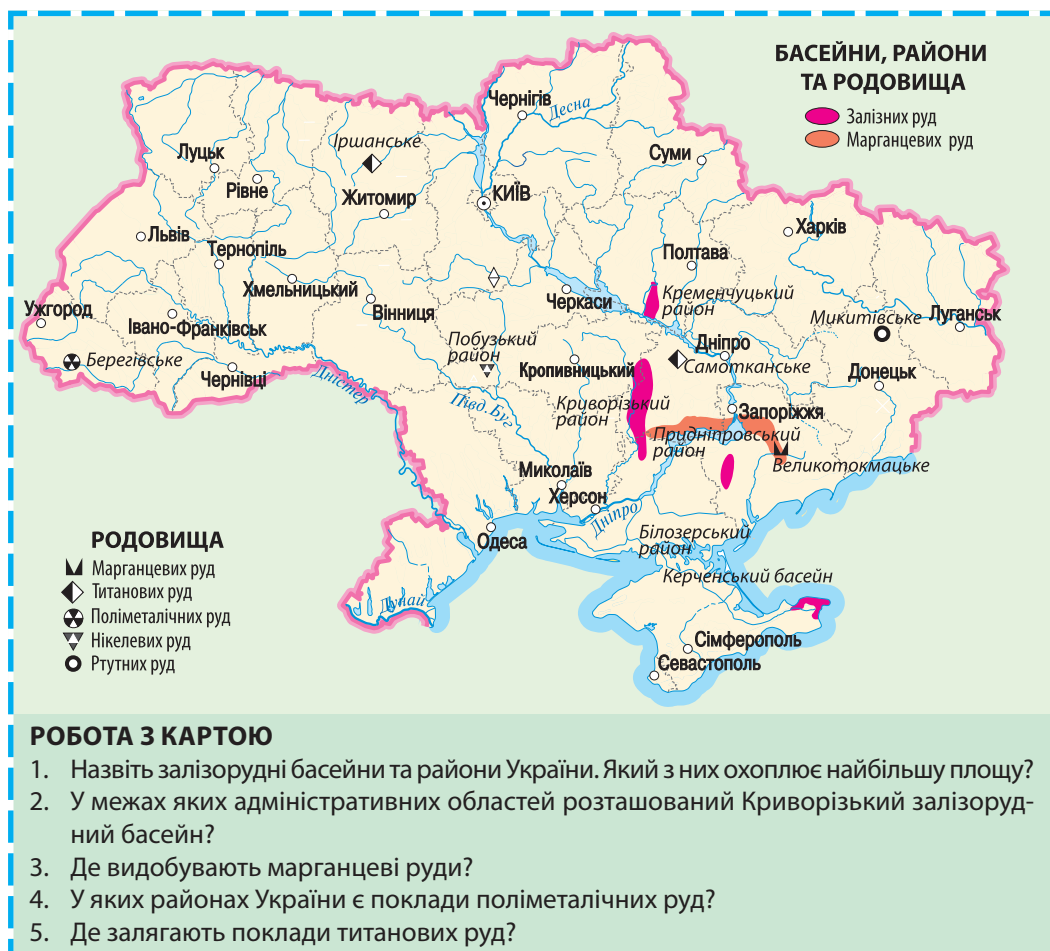 БАСЕЙНИ, РАЙОНИ
ТА РОДОВИЩА
Залізних руд
Марганцевих руд
Чернігів
Десна
Іршанське
Луцьк
Рівне
Житомир
КИЇВ
Суми
Львів
Тернопіль
Хмельницький
Вінниця
Черкаси
Полтава
Харків
Кременчуцький
район
Ужгород
Івано-Франківськ
Микитівське
Луганськ
Берегівське
Чернівці
Побузький
район
Кропивницький
Дніпро
Самотканське
Донецьк
Дністер
Півд. Буг
Криворізький
район
Запоріжжя
Придніпровський
район
Великотокмацьке
Миколаїв
Херсон
Дніпро
Одеса
Білозерський
район
Керченський басейн
Дунай
Сімферополь
Севастополь
РОДОВИЩА
Марганцевих руд
Титанових руд
Поліметалічних руд
Нікелевих руд
Ртутних руд
РОБОТА З КАРТОЮ
1. Назвіть залізорудні басейни та райони України. Який з них охоплює найбільшу площу?
2. У межах яких адміністративних областей розташований Криворізький залізоруд-
ний басейн?
3. Де видобувають марганцеві руди?
4. У яких районах України є поклади поліметалічних руд?
5. Де залягають поклади титанових руд?